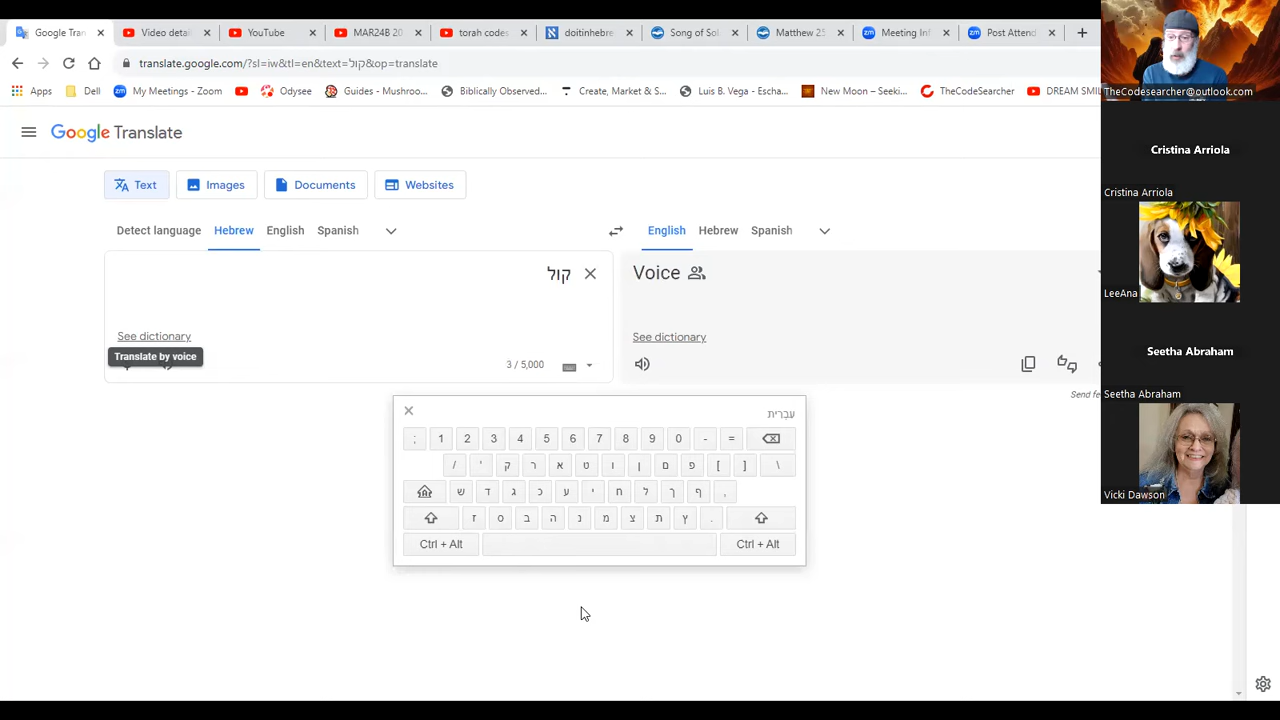 Google Tran
Video detai
YouTube
MAR24B 20
torah codes
doitinhebre
Song of Sol
Matthew 25
Meeting Inf
Post Attend
translate.google.com/?sl=iw&tl=en&text=קול&op=translate
Apps
Dell
My Meetings - Zoom
Odysee
Guides - Mushroo...
Biblically Observed...
Create, Market & S...
Luis B. Vega - Escha...
New Moon – Seeki...
TheCodeSearcher
DREAM SMIL
TheCodesearcher@outlook.com
Google Translate
Text
Images
Documents
Websites
Detect language
Hebrew
English
Spanish
English
Hebrew
Spanish
קול
Voice
See dictionary
See dictionary
Translate by voice
3 / 5,000
Send fe
עברית
; 1 2 3 4 5 6 7 8 9 0 - =
/ ' ק ר א ט ו ן ם פ [ ] \
ש ד ג כ ע י ח ל ך ף ,
ז ס ב ה נ מ צ ת ץ .
Ctrl + Alt
Ctrl + Alt
Cristina Arriola
Cristina Arriola
LeeAna
Seetha Abraham
Seetha Abraham
Vicki Dawson